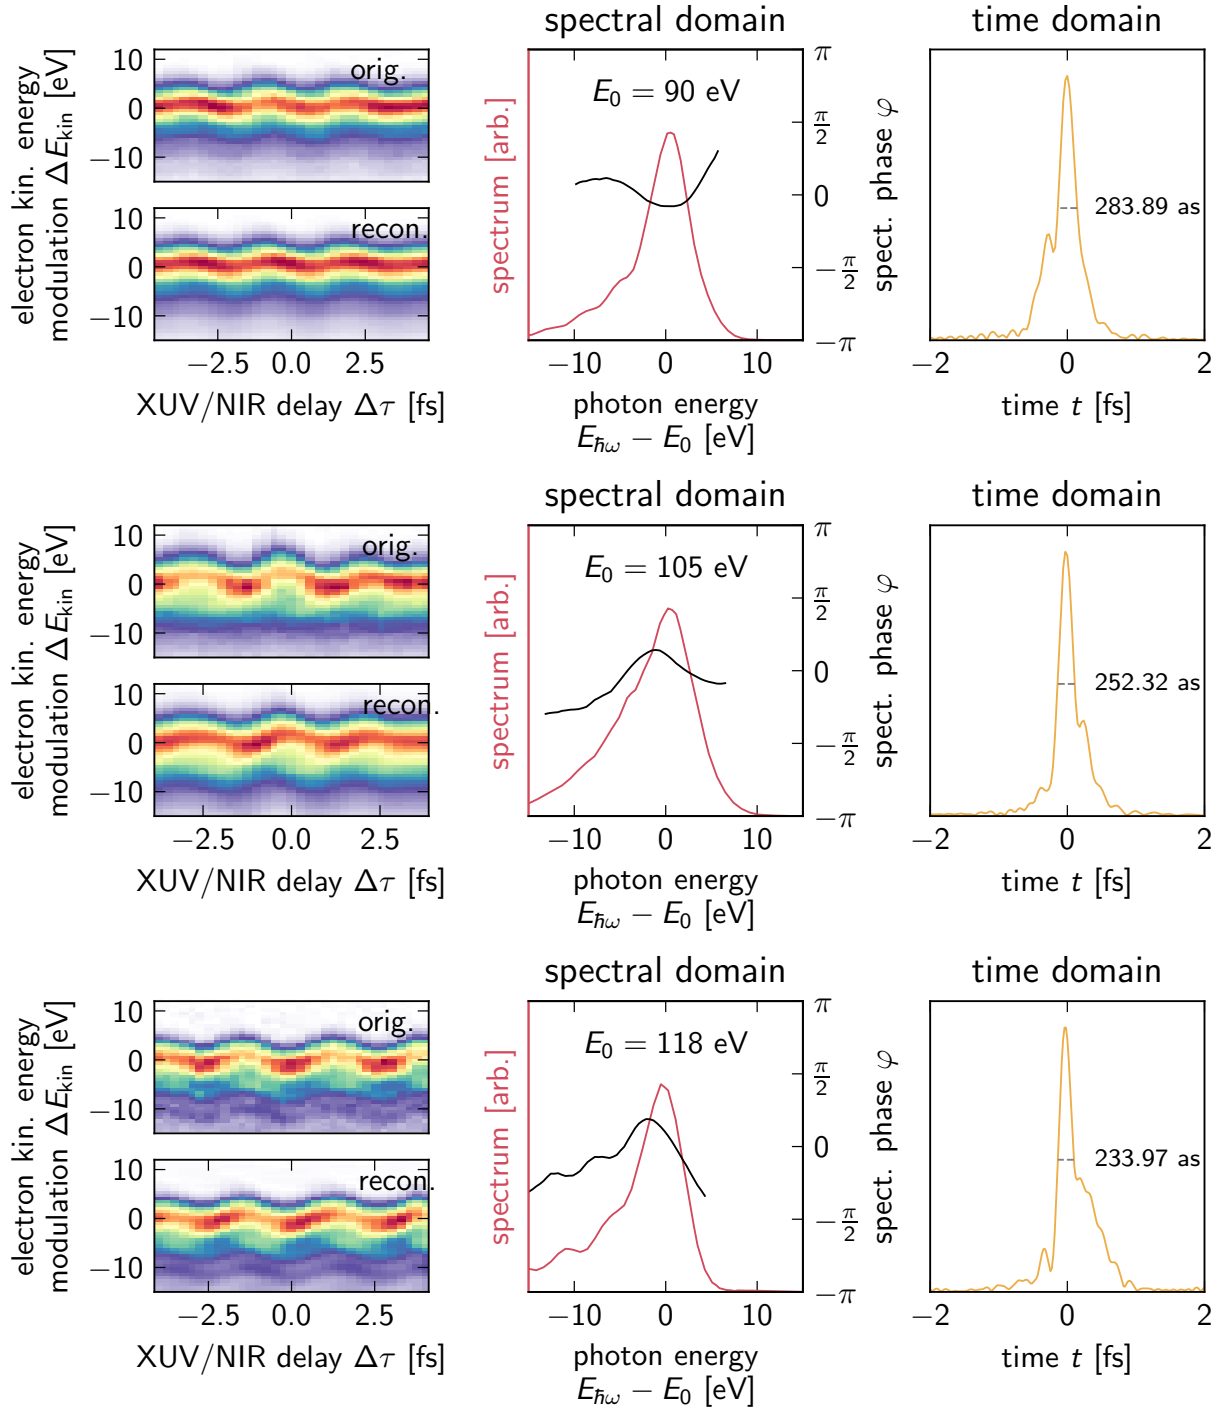 spectral domain
time domain
electron kin. energy
modulation ΔE_kin [eV]
10
0
−10
orig.
10
0
−10
recon.
−2.5 0.0 2.5
XUV/NIR delay Δτ [fs]
spectrum [arb.]
E_0 = 90 eV
π
π/2
0
−π/2
−π
spect. phase φ
−10 0 10
photon energy
E_ℏω − E_0 [eV]
283.89 as
−2 0 2
time t [fs]
spectral domain
time domain
electron kin. energy
modulation ΔE_kin [eV]
10
0
−10
orig.
10
0
−10
recon.
−2.5 0.0 2.5
XUV/NIR delay Δτ [fs]
spectrum [arb.]
E_0 = 105 eV
π
π/2
0
−π/2
−π
spect. phase φ
−10 0 10
photon energy
E_ℏω − E_0 [eV]
252.32 as
−2 0 2
time t [fs]
spectral domain
time domain
electron kin. energy
modulation ΔE_kin [eV]
10
0
−10
orig.
10
0
−10
recon.
−2.5 0.0 2.5
XUV/NIR delay Δτ [fs]
spectrum [arb.]
E_0 = 118 eV
π
π/2
0
−π/2
−π
spect. phase φ
−10 0 10
photon energy
E_ℏω − E_0 [eV]
233.97 as
−2 0 2
time t [fs]